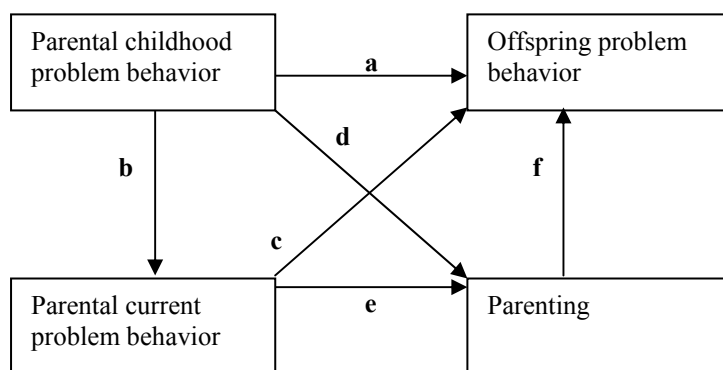 Parental childhood
problem behavior
Offspring problem
behavior
a
d
b
f
c
e
Parental current
problem behavior
Parenting